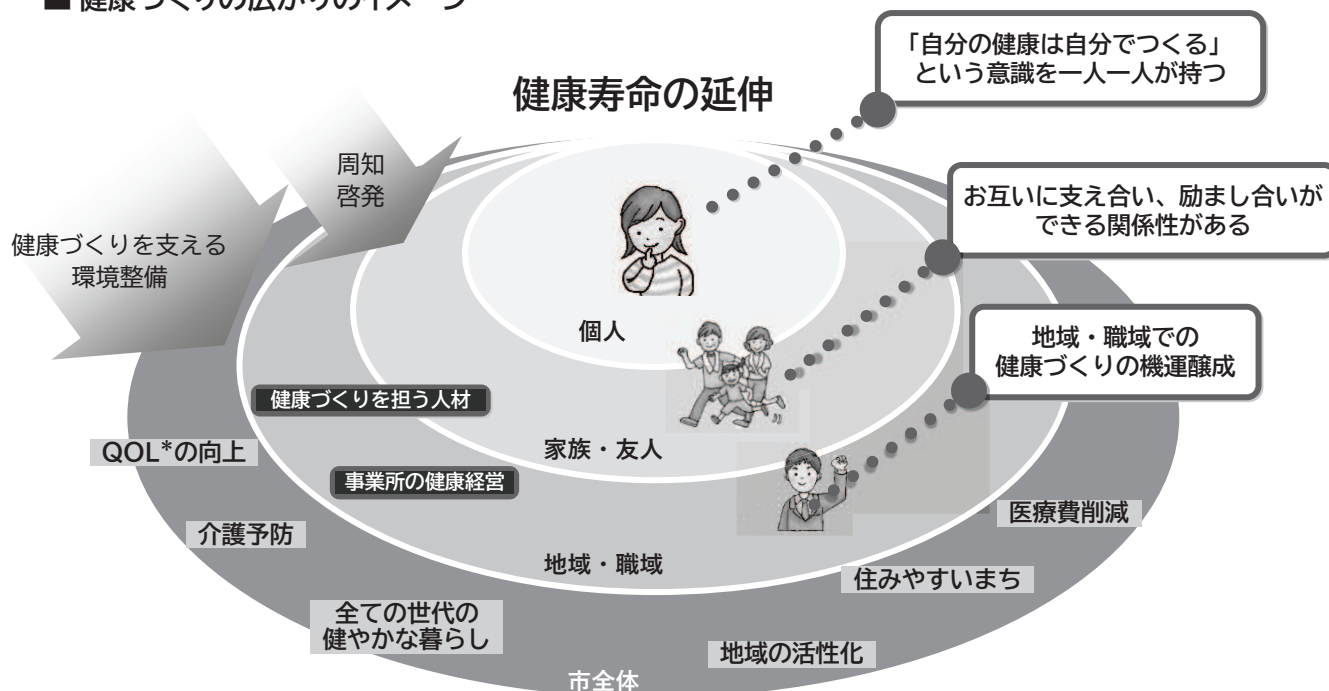 ■ 健康づくりの広がりのイメージ
「自分の健康は自分でつくる」
という意識を一人一人が持つ
健康寿命の延伸
周知
啓発
お互いに支え合い、励まし合いが
できる関係性がある
健康づくりを支える
環境整備
個人
地域・職域での
健康づくりの機運醸成
健康づくりを担う人材
家族・友人
QOL*の向上
事業所の健康経営
医療費削減
介護予防
地域・職域
住みやすいまち
全ての世代の
健やかな暮らし
地域の活性化
市全体